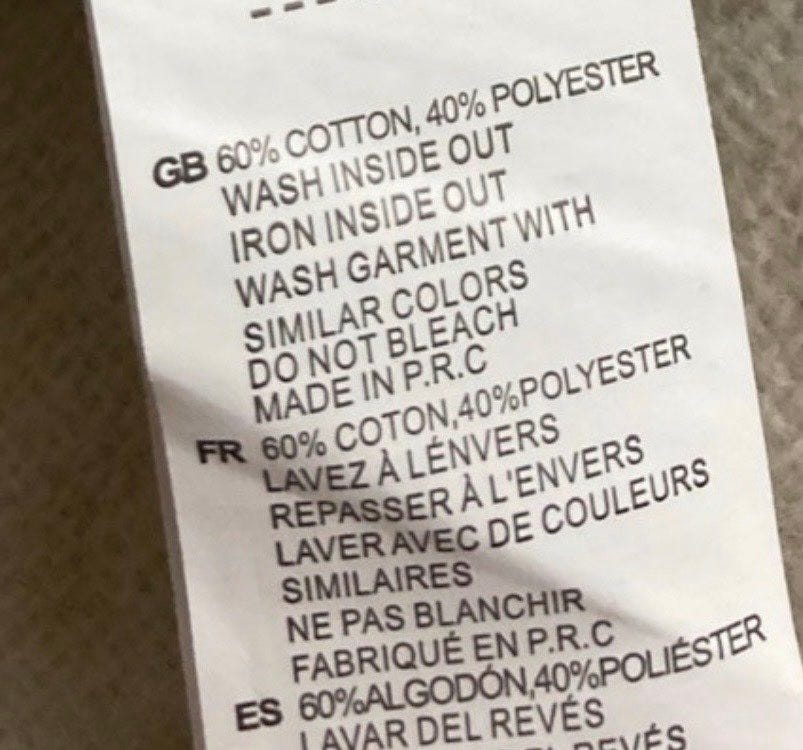 GB 60% COTTON, 40% POLYESTER
WASH INSIDE OUT
IRON INSIDE OUT
WASH GARMENT WITH
SIMILAR COLORS
DO NOT BLEACH
MADE IN P.R.C
FR 60% COTON,40%POLYESTER
LAVEZ À LÉNVERS
REPASSER À L'ENVERS
LAVER AVEC DE COULEURS
SIMILAIRES
NE PAS BLANCHIR
FABRIQUÉ EN P.R.C
ES 60%ALGODÓN,40%POLIÉSTER
LAVAR DEL REVÉS
REVÉS